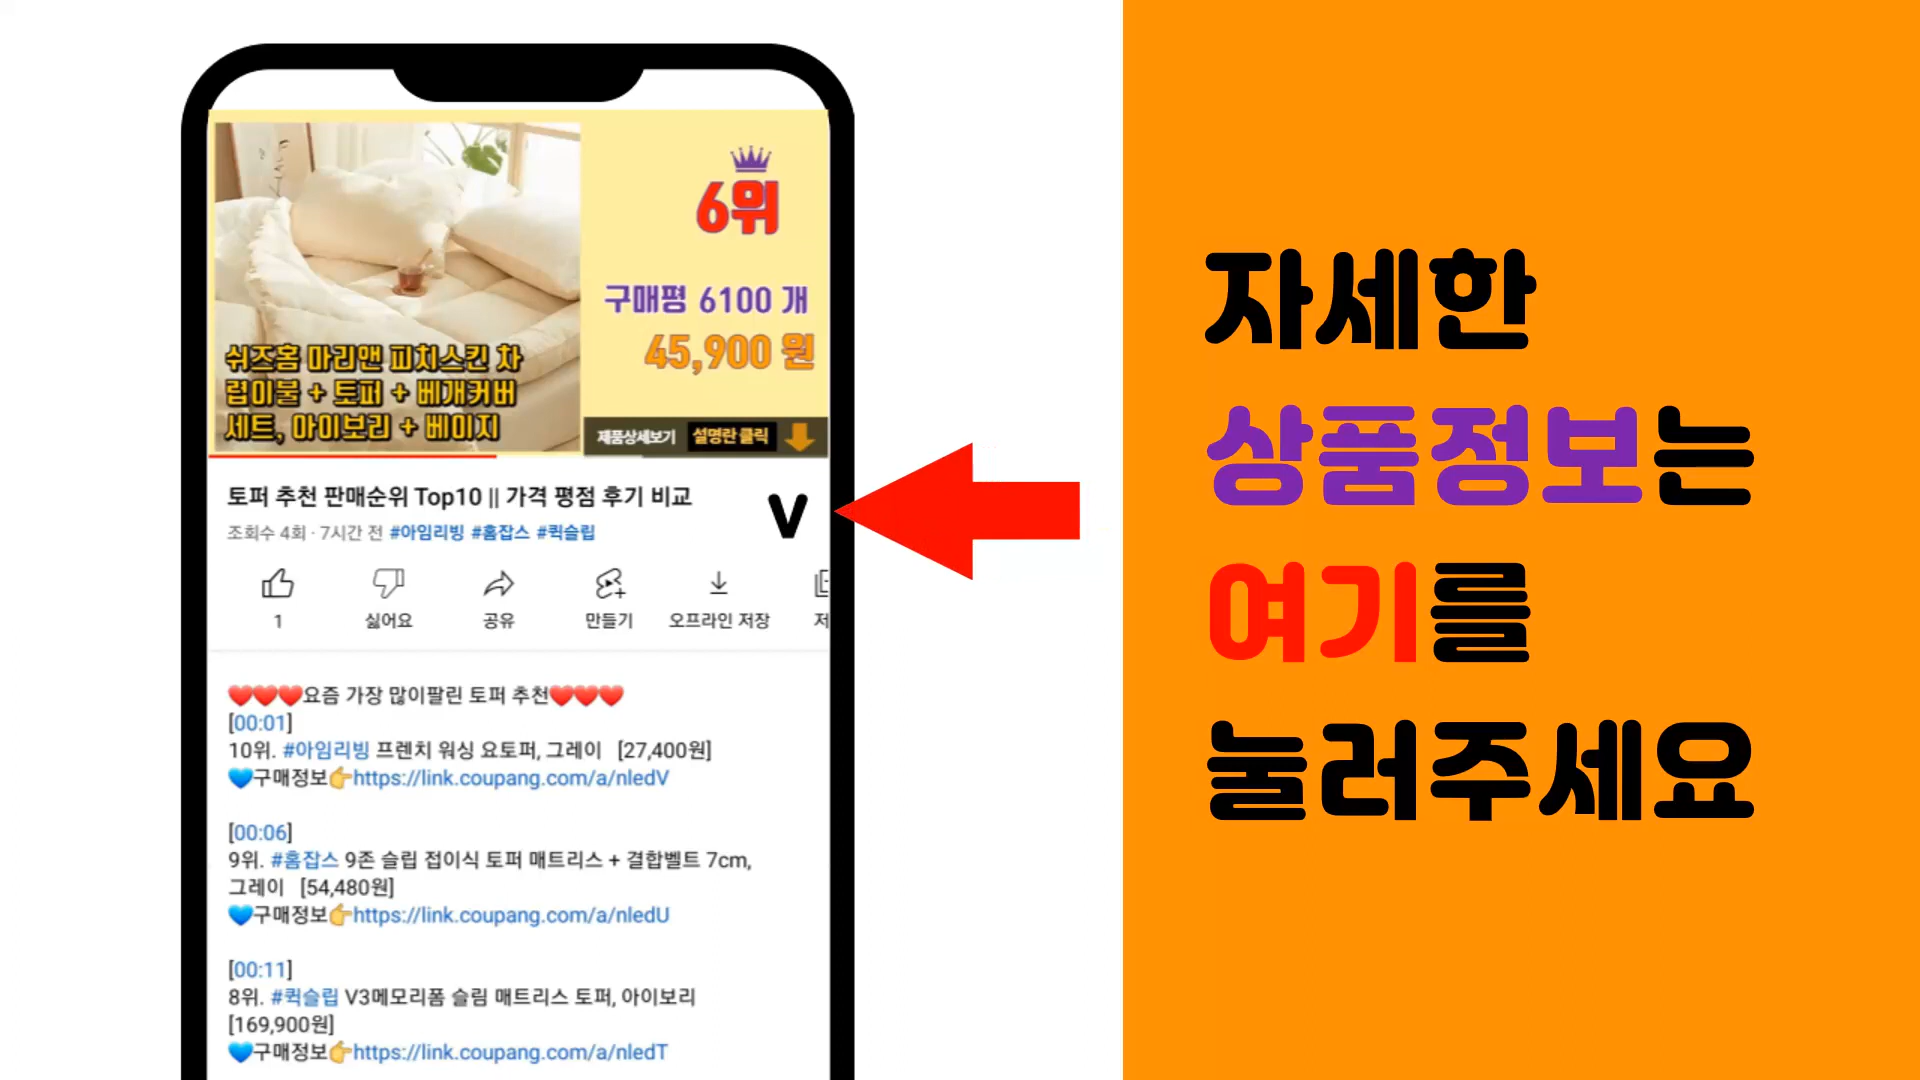 6위
구매평 6100 개
45,900 원
쉬즈홈 마리앤 피치스킨 차
렵이불 + 토퍼 + 베개커버
세트, 아이보리 + 베이지
제품상세보기 설명란 클릭
토퍼 추천 판매순위 Top10 || 가격 평점 후기 비교
V
조회수 4회 · 7시간 전 #아임리빙 #홈잡스 #퀵슬립
1 싫어요 공유 만들기 오프라인 저장 저
❤️❤️❤️요즘 가장 많이팔린 토퍼 추천❤️❤️❤️
[00:01]
10위. #아임리빙 프렌치 워싱 요토퍼, 그레이 [27,400원]
💙구매정보👉https://link.coupang.com/a/nledV
[00:06]
9위. #홈잡스 9존 슬립 접이식 토퍼 매트리스 + 결합벨트 7cm,
그레이 [54,480원]
💙구매정보👉https://link.coupang.com/a/nledU
[00:11]
8위. #퀵슬립 V3메모리폼 슬림 매트리스 토퍼, 아이보리
[169,900원]
💙구매정보👉https://link.coupang.com/a/nledT
자세한
상품정보는
여기를
눌러주세요